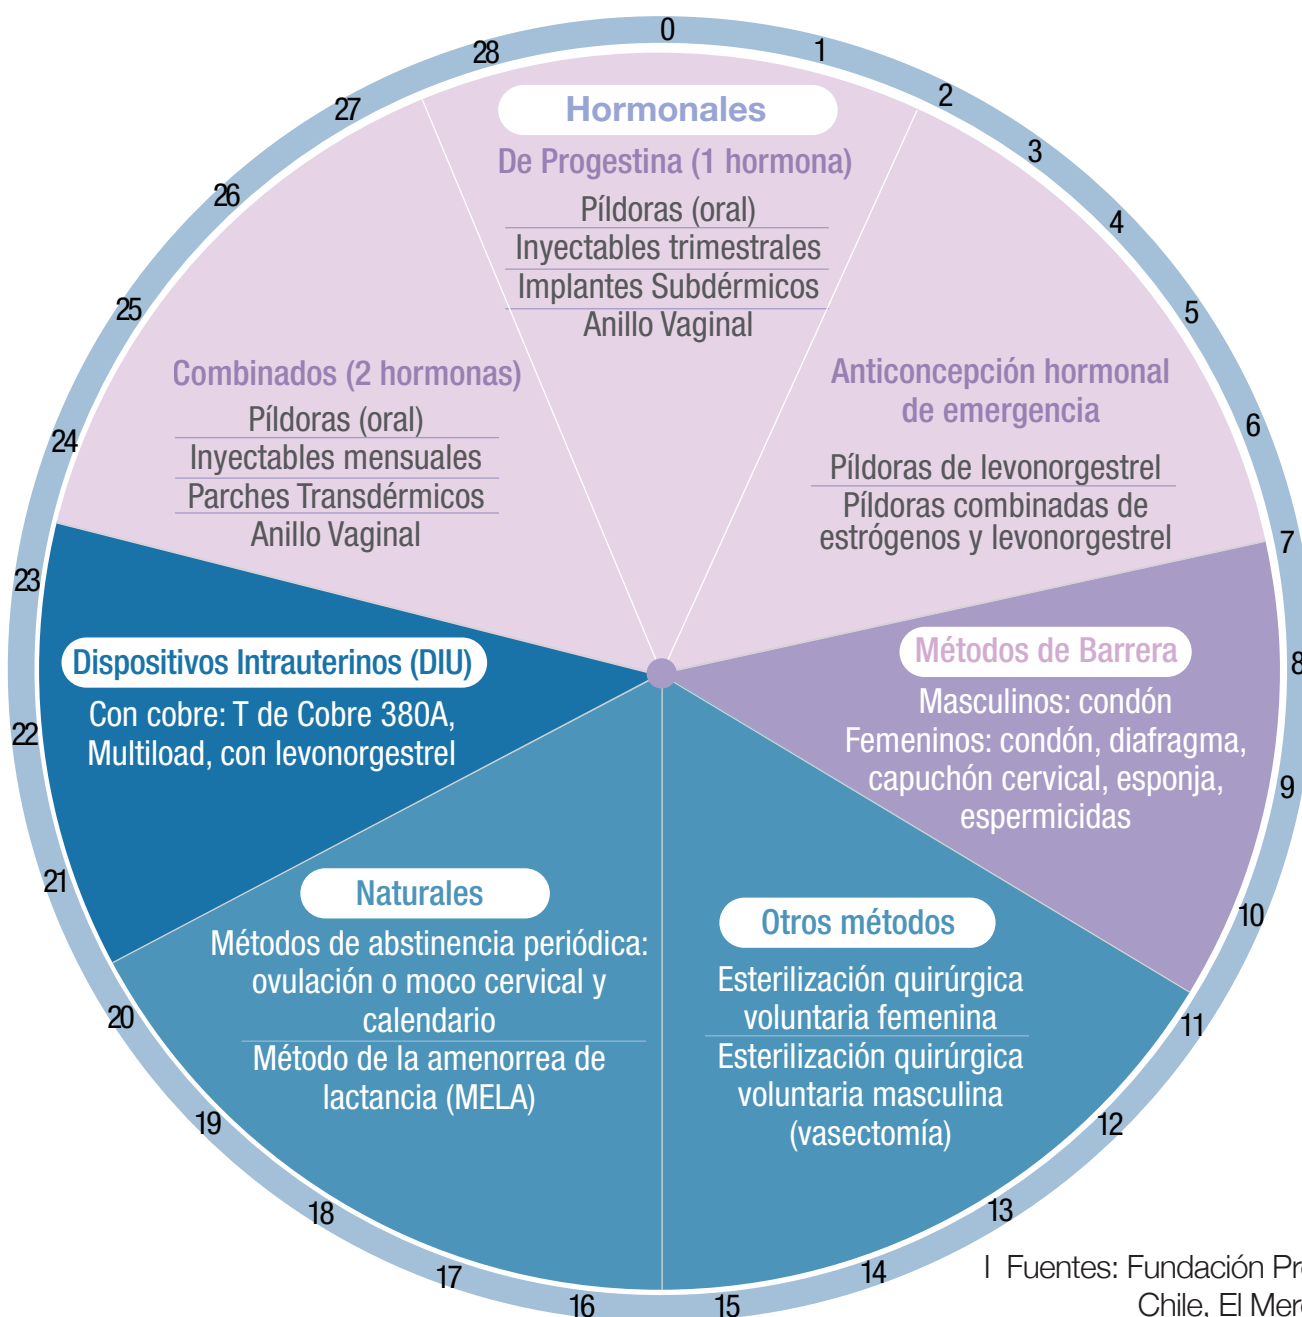 0
1
2
3
4
5
6
7
8
9
10
11
12
13
14
15
16
17
18
19
20
21
22
23
24
25
26
27
28
Hormonales
De Progestina (1 hormona)
Píldoras (oral)
Inyectables trimestrales
Implantes Subdérmicos
Anillo Vaginal
Anticoncepción hormonal
de emergencia
Píldoras de levonorgestrel
Píldoras combinadas de
estrógenos y levonorgestrel
Métodos de Barrera
Masculinos: condón
Femeninos: condón, diafragma,
capuchón cervical, esponja,
espermicidas
Otros métodos
Esterilización quirúrgica
voluntaria femenina
Esterilización quirúrgica
voluntaria masculina
(vasectomía)
Naturales
Métodos de abstinencia periódica:
ovulación o moco cervical y
calendario
Método de la amenorrea de
lactancia (MELA)
Dispositivos Intrauterinos (DIU)
Con cobre: T de Cobre 380A,
Multiload, con levonorgestrel
Combinados (2 hormonas)
Píldoras (oral)
Inyectables mensuales
Parches Transdérmicos
Anillo Vaginal
| Fuentes: Fundación
Chile, El